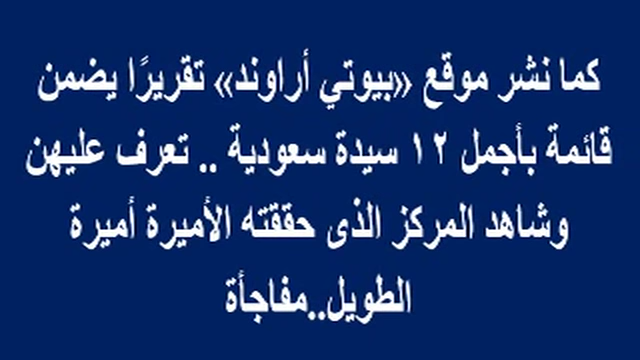 كما نشر موقع «بيوتي أراوند» تقريرًا يضمن
قائمة بأجمل ١٢ سيدة سعودية .. تعرف عليهن
وشاهد المركز الذى حققته الأميرة أميرة
الطويل..مفاجأة